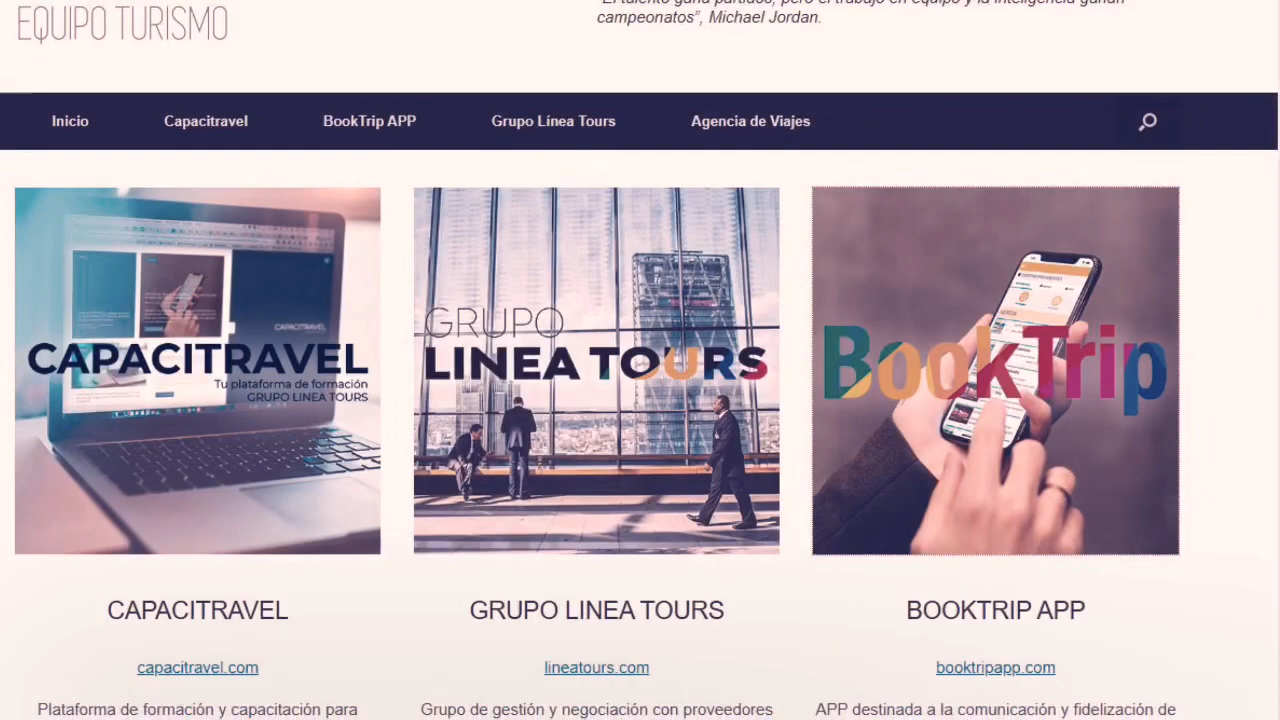 EQUIPO TURISMO
"El talento gana partidos, pero el trabajo en equipo y la inteligencia ganan
campeonatos", Michael Jordan.
Inicio
Capacitravel
BookTrip APP
Grupo Línea Tours
Agencia de Viajes
CAPACITRAVEL
CAPACITRAVEL
Tu plataforma de formación
GRUPO LINEA TOURS
GRUPO
LINEA TOURS
BookTrip
CAPACITRAVEL
GRUPO LINEA TOURS
BOOKTRIP APP
capacitravel.com
lineatours.com
booktripapp.com
Plataforma de formación y capacitación para
Grupo de gestión y negociación con proveedores
APP destinada a la comunicación y fidelización de